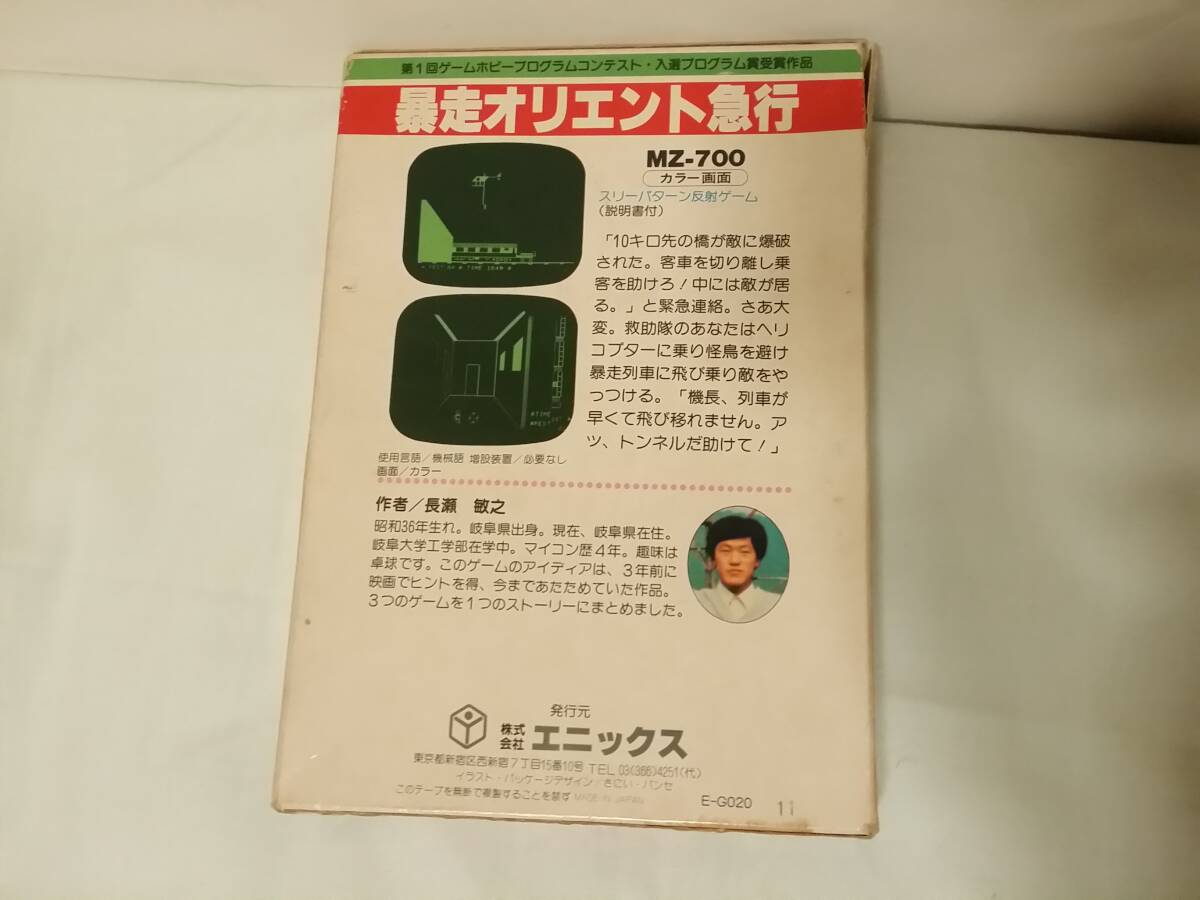 第1回ゲームホビープログラムコンテスト・入選プログラム賞受賞作品
暴走オリエント急行
MZ-700
カラー画面
スリーパターン反射ゲーム
(説明書付)
「10キロ先の橋が敵に爆破
された。客車を切り離し乗
客を助けろ!中には敵が居
る。」と緊急連絡。さあ大
変。救助隊のあなたはヘリ
コプターに乗り怪鳥を避け
暴走列車に飛び乗り敵をや
っつける。「機長、列車が
早くて飛び移れません。ア
ッ、トンネルだ助けて!」
TIME
#TIME
使用言語/機械語 増設装置/必要なし
画面/カラー
作者/長瀬 敏之
昭和36年生れ。岐阜県出身。現在、岐阜県在住。
岐阜大学工学部在学中。マイコン歴4年。趣味は
卓球です。このゲームのアイディアは、3年前に
映画でヒントを得、今まであたためていた作品。
3つのゲームを1つのストーリーにまとめました。
発行元
株式会社 エニックス
東京都新宿区西新宿7丁目15番10号 TEL 03(366)4251(代)
イラスト・パッケージデザイン/きにい・パンセ
このテープを無断で複製することを禁ず MADE IN JAPAN
E-G020
11